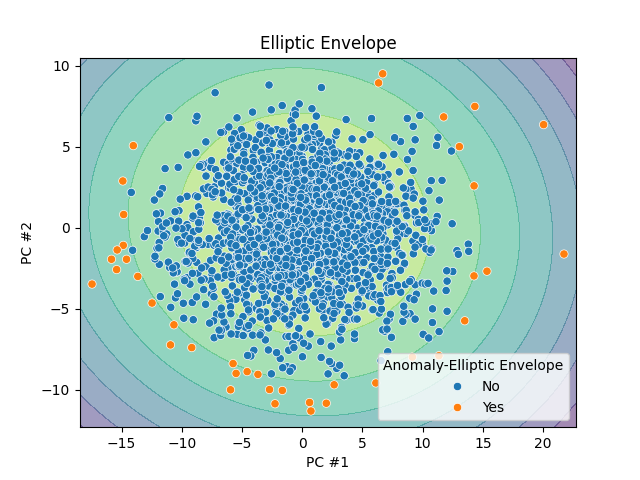 Elliptic Envelope
10
5
0
−5
−10
PC #2
Anomaly-Elliptic Envelope
No
Yes
−15 −10 −5 0 5 10 15 20
PC #1